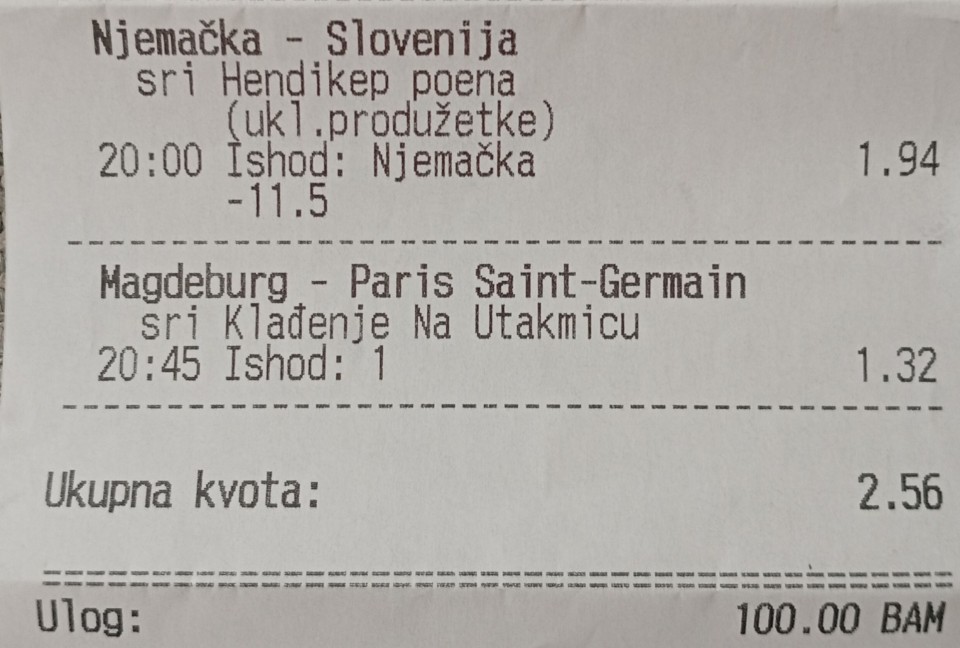 Njemačka - Slovenija
sri Hendikep poena
(ukl.produžetke)
20:00 Ishod: Njemačka 1.94
-11.5
Magdeburg - Paris Saint-Germain
sri Klađenje Na Utakmicu
20:45 Ishod: 1 1.32
Ukupna kvota: 2.56
Ulog: 100.00 BAM